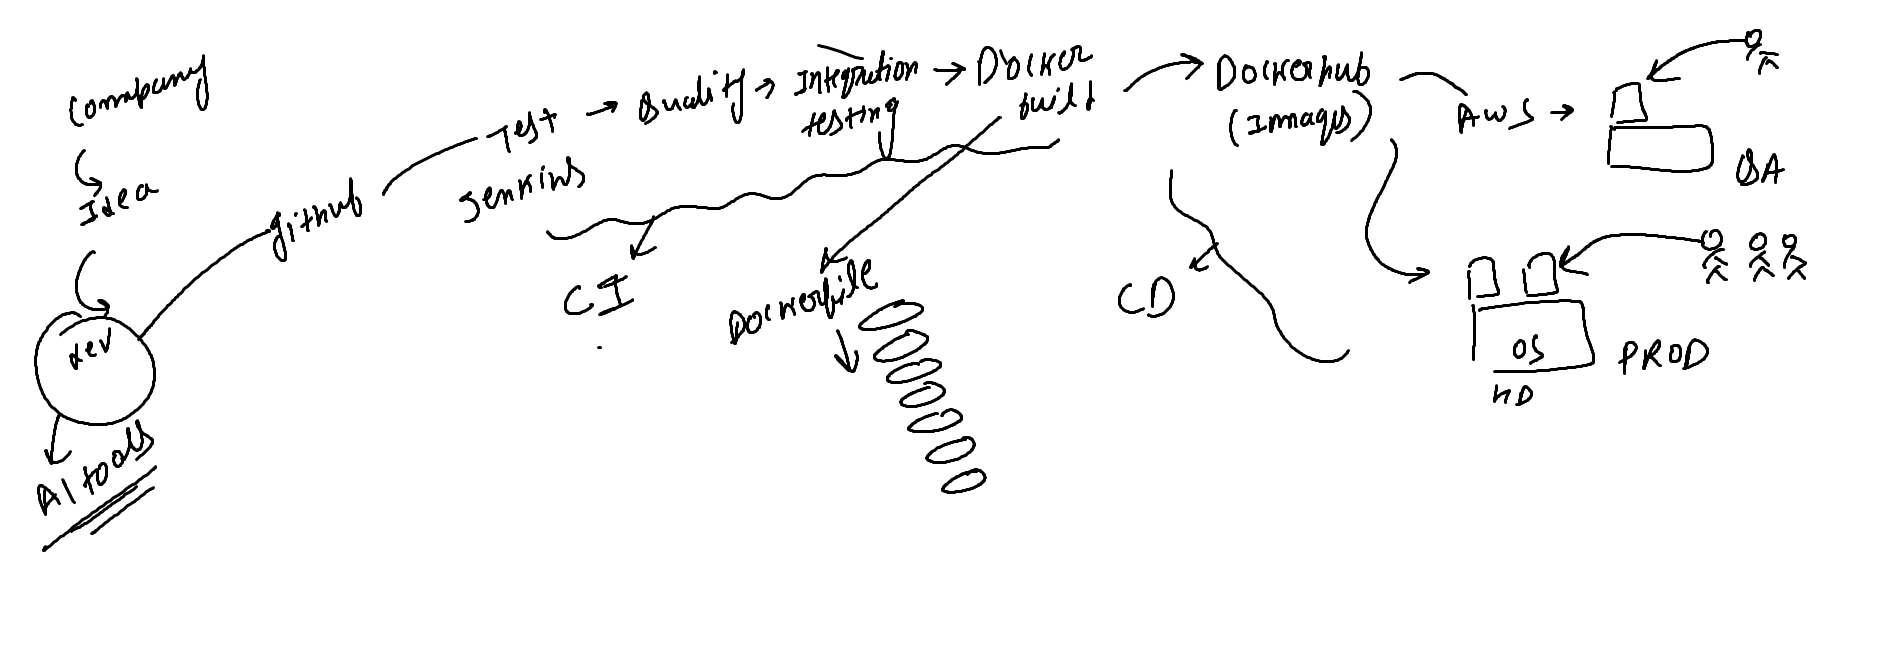 Company
Idea
dev
AI tools
github
Test
Jenkins
Quality
Integration
testing
Docker
build
CI
Dockerfile
Dockerhub
(Images)
CD
AWS
QA
OS
HD
PROD